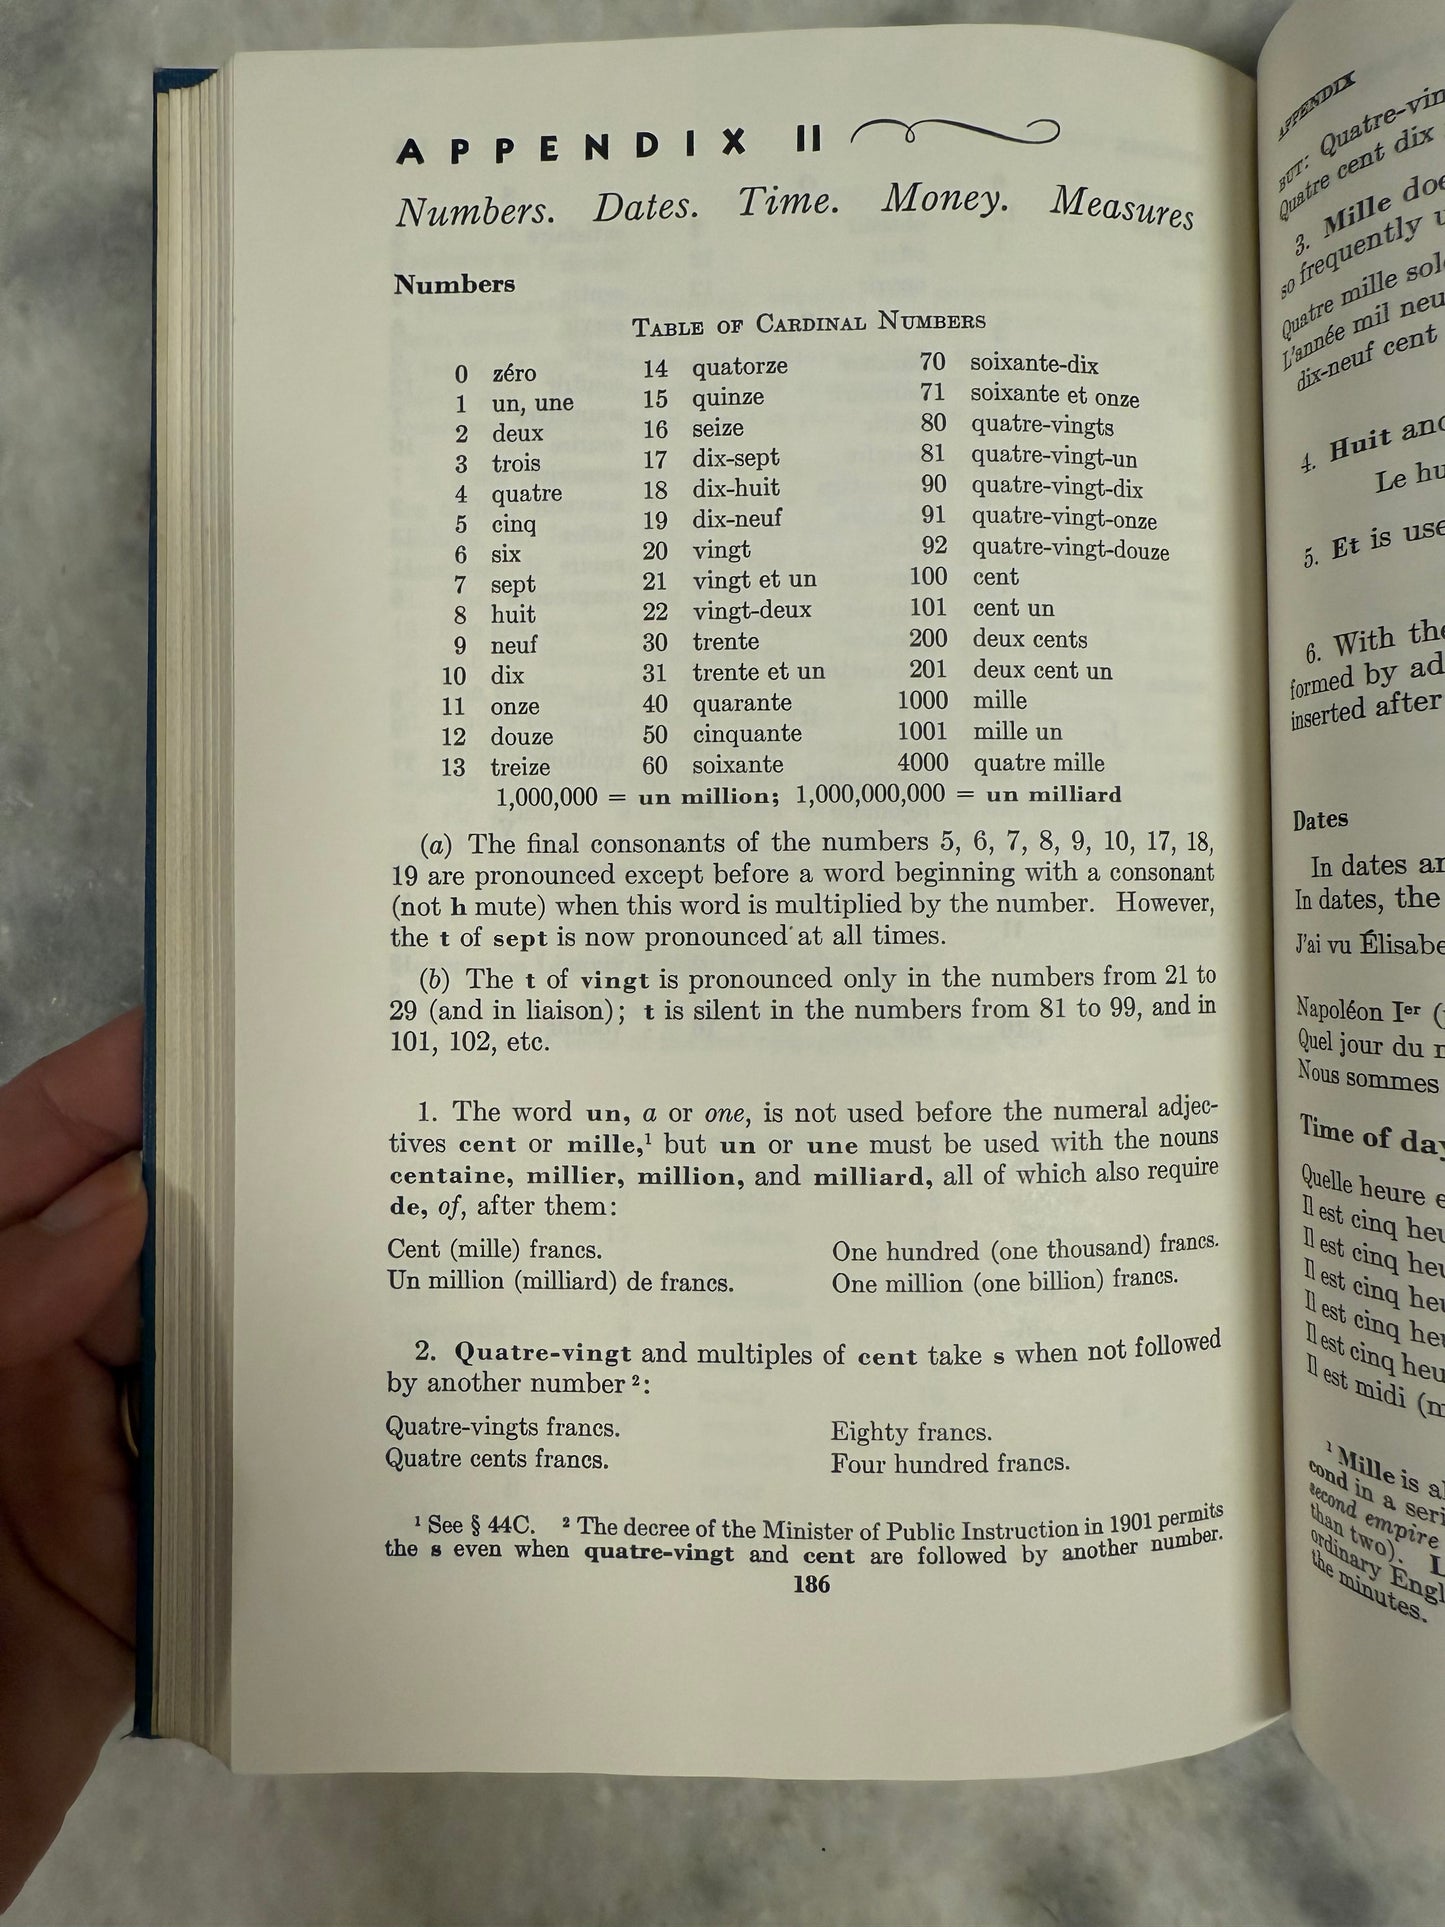 APPENDIX II
Numbers. Dates. Time. Money. Measures
Numbers
TABLE OF CARDINAL NUMBERS
0 zéro 14 quatorze 70 soixante-dix
1 un, une 15 quinze 71 soixante et onze
2 deux 16 seize 80 quatre-vingts
3 trois 17 dix-sept 81 quatre-vingt-un
4 quatre 18 dix-huit 90 quatre-vingt-dix
5 cinq 19 dix-neuf 91 quatre-vingt-onze
6 six 20 vingt 92 quatre-vingt-douze
7 sept 21 vingt et un 100 cent
8 huit 22 vingt-deux 101 cent un
9 neuf 30 trente 200 deux cents
10 dix 31 trente et un 201 deux cent un
11 onze 40 quarante 1000 mille
12 douze 50 cinquante 1001 mille un
13 treize 60 soixante 4000 quatre mille
1,000,000 = un million; 1,000,000,000 = un milliard
(a) The final consonants of the numbers 5, 6, 7, 8, 9, 10, 17, 18,
19 are pronounced except before a word beginning with a consonant
(not h mute) when this word is multiplied by the number. However,
the t of sept is now pronounced at all times.
(b) The t of vingt is pronounced only in the numbers from 21 to
29 (and in liaison); t is silent in the numbers from 81 to 99, and in
101, 102, etc.
1. The word un, a or one, is not used before the numeral adjec-
tives cent or mille,¹ but un or une must be used with the nouns
centaine, millier, million, and milliard, all of which also require
de, of, after them:
Cent (mille) francs. One hundred (one thousand) francs.
Un million (milliard) de francs. One million (one billion) francs.
2. Quatre-vingt and multiples of cent take s when not followed
by another number ²:
Quatre-vingts francs. Eighty francs.
Quatre cents francs. Four hundred francs.
¹ See § 44C. ² The decree of the Minister of Public Instruction in 1901 permits
the s even when quatre-vingt and cent are followed by another number.
186
APPENDIX
BUT: Quatre-vin
Quatre cent dix
3. Mille doe
so frequently u
Quatre mille sol
L'année mil neu
dix-neuf cent
4. Huit and
Le hu
5. Et is use
6. With the
formed by ad
inserted after
Dates
In dates an
In dates, the
J'ai vu Élisabe
Napoléon Iᵉʳ (
Quel jour du
Nous sommes
Time of day
Quelle heure e
Il est cinq heu
Il est cinq heu
Il est cinq heu
Il est cinq heu
Il est cinq heu
Il est midi (m
¹ Mille is al
cond in a seri
second empire
than two). L
ordinary Engl
the minutes.